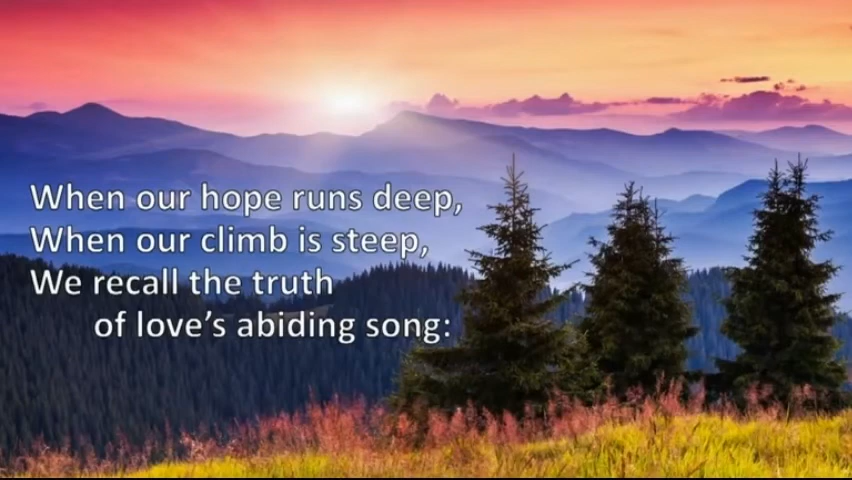 When our hope runs deep,
When our climb is steep,
We recall the truth
of love’s abiding song: